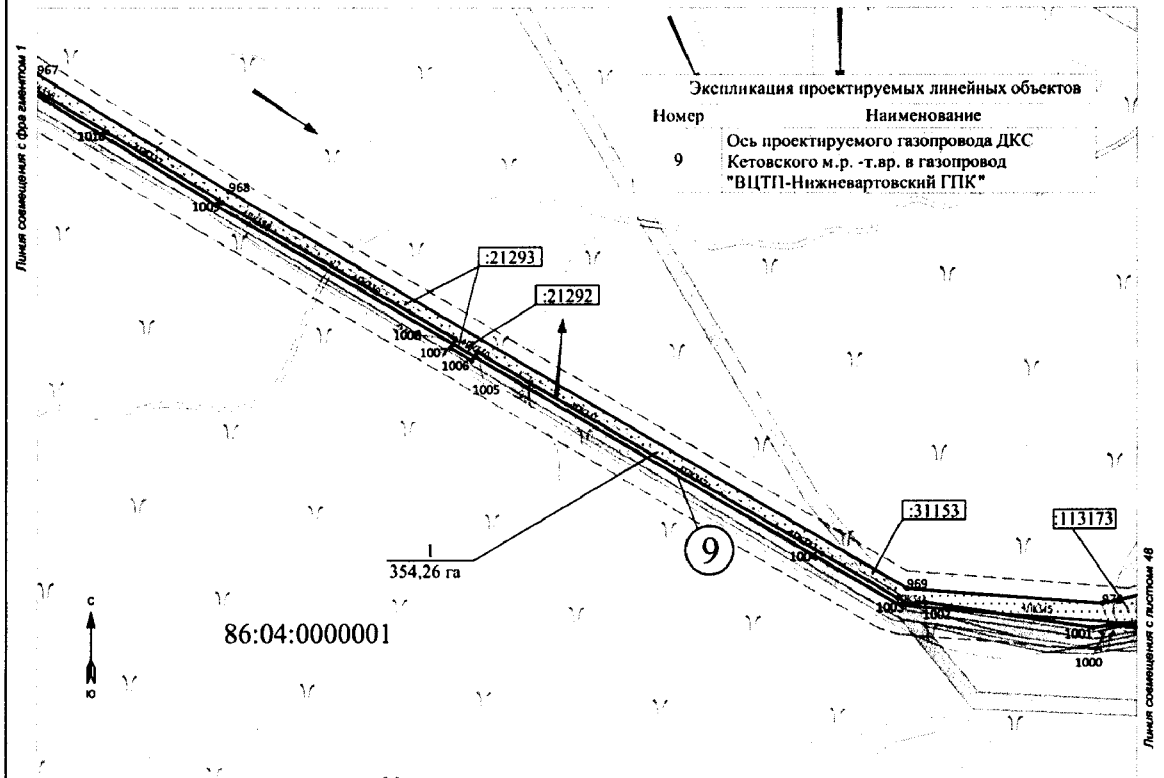 Линия совмещения с фрагментом 1
Экспликация проектируемых линейных объектов
Номер Наименование
9 Ось проектируемого газопровода ДКС
Кетовского м.р. -т.вр. в газопровод
"ВЦТП-Нижневартовский ГПК"
967
968
:21293
:21292
1008
1007
1006
1005
1
354,26 га
9
:31153
:113173
1004
969
1003
1002
1001
1000
С
Ю
86:04:0000001
Линия совмещения с листом 48